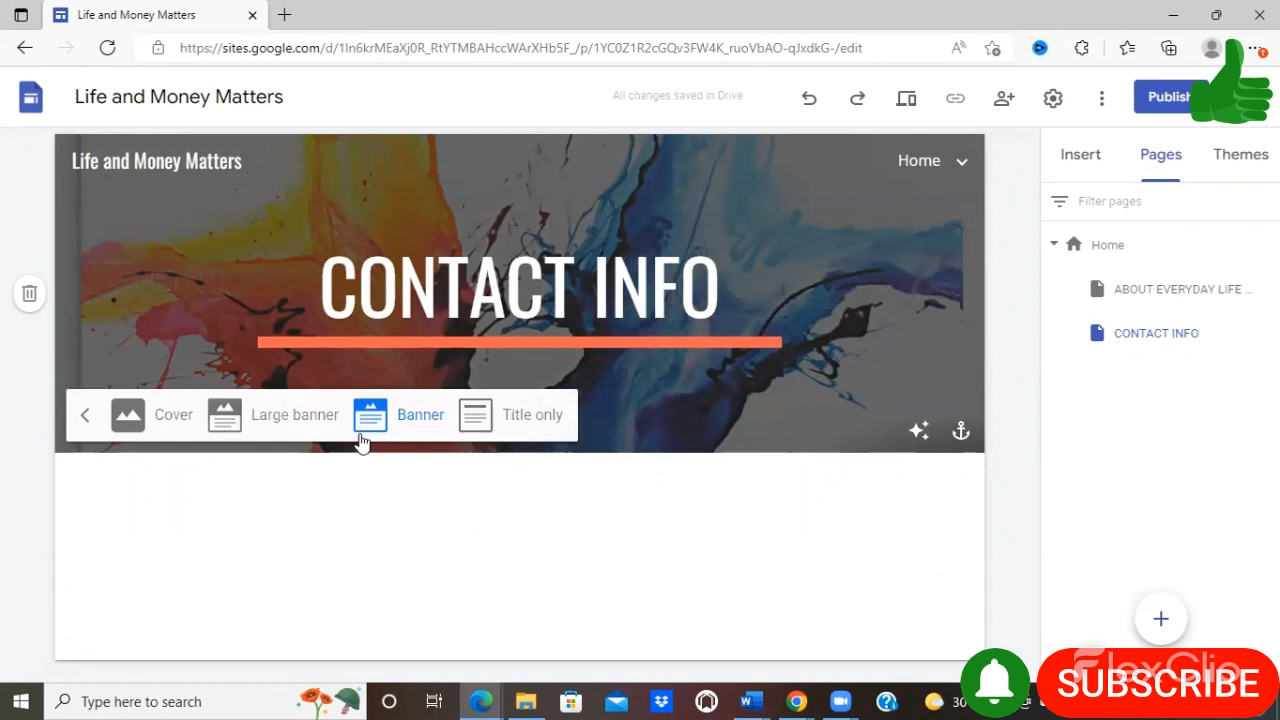 Life and Money Matters
https://sites.google.com/d/1In6krMEaXj0R_RtYTMBAHccWArXHb5F_/p/1YC0Z1R2cGQv3FW4K_ruoVbAO-qJxdkG-/edit
Life and Money Matters
All changes saved in Drive
Publish
Life and Money Matters
Home
CONTACT INFO
Cover
Large banner
Banner
Title only
Insert
Pages
Themes
Filter pages
Home
ABOUT EVERYDAY LIFE ...
CONTACT INFO
FlexClip
SUBSCRIBE
Type here to search